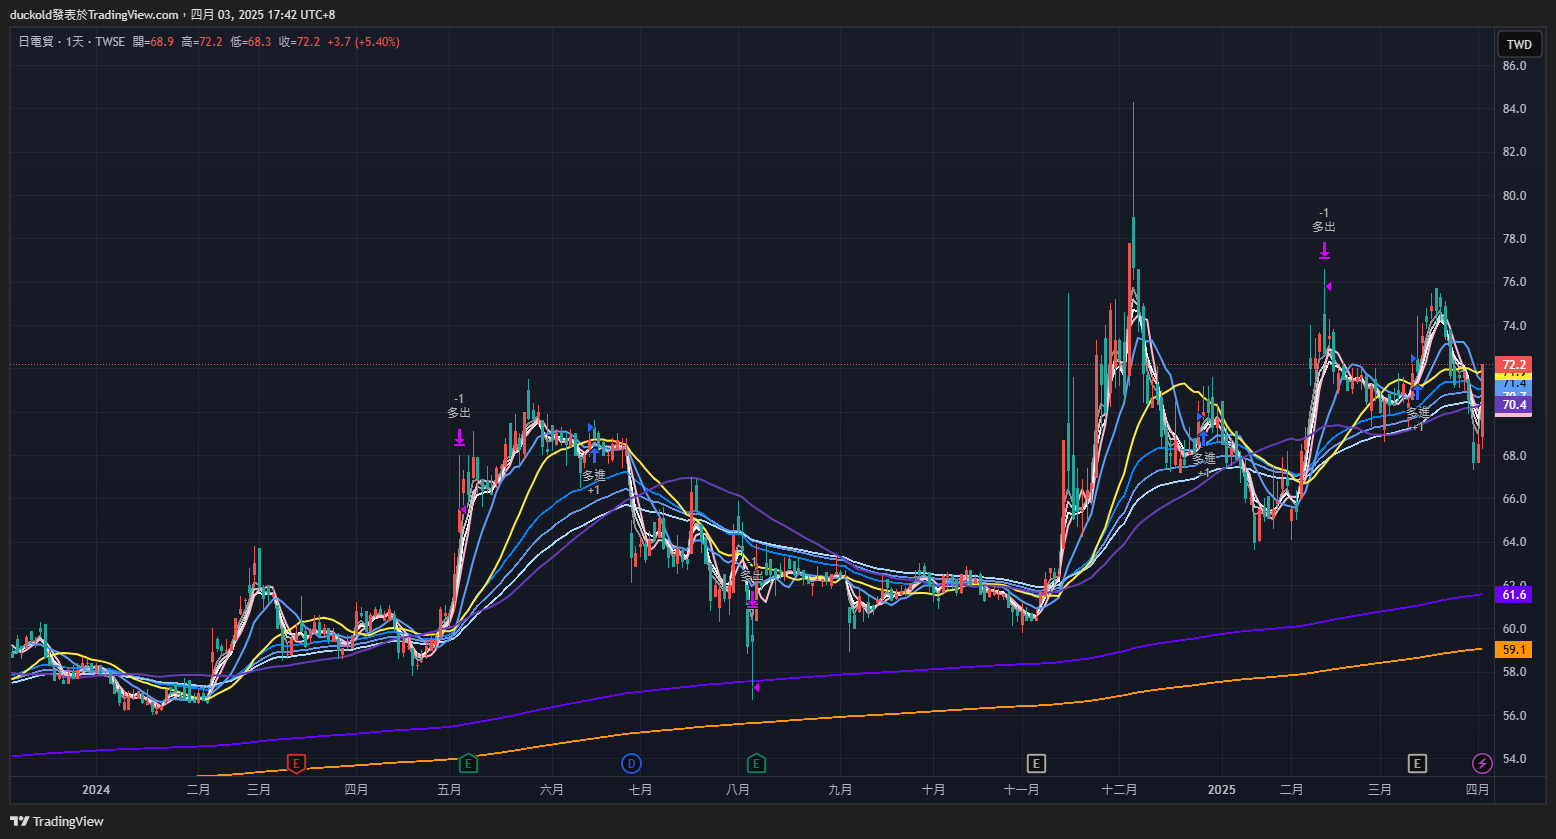 duckold發表於TradingView.com，四月 03, 2025 17:42 UTC+8
日電貿・1天・TWSE 開=68.9 高=72.2 低=68.3 收=72.2 +3.7 (+5.40%)
TWD
86.0
84.0
82.0
80.0
-1
多出
78.0
76.0
74.0
72.2
71.4
-1
多出
70.4
多進
+1
68.0
多進
+1
多進
+1
66.0
64.0
-1
多出
62.0
61.6
60.0
59.1
58.0
56.0
54.0
E
E
D
E
E
E
2024 二月 三月 四月 五月 六月 七月 八月 九月 十月 十一月 十二月 2025 二月 三月 四月
TradingView